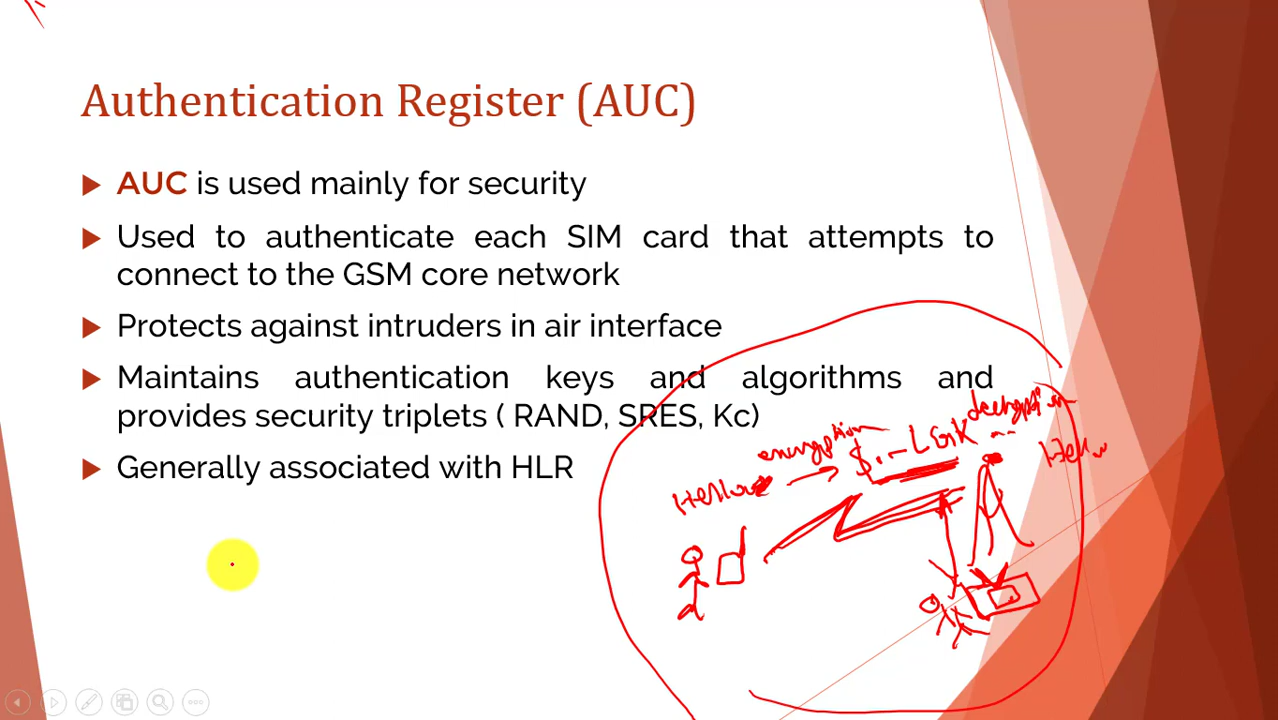 Authentication Register (AUC)
AUC is used mainly for security
Used to authenticate each SIM card that attempts to
connect to the GSM core network
Protects against intruders in air interface
Maintains authentication keys and algorithms and
provides security triplets ( RAND, SRES, Kc)
Generally associated with HLR
decryption
encryption
Hello
Hello